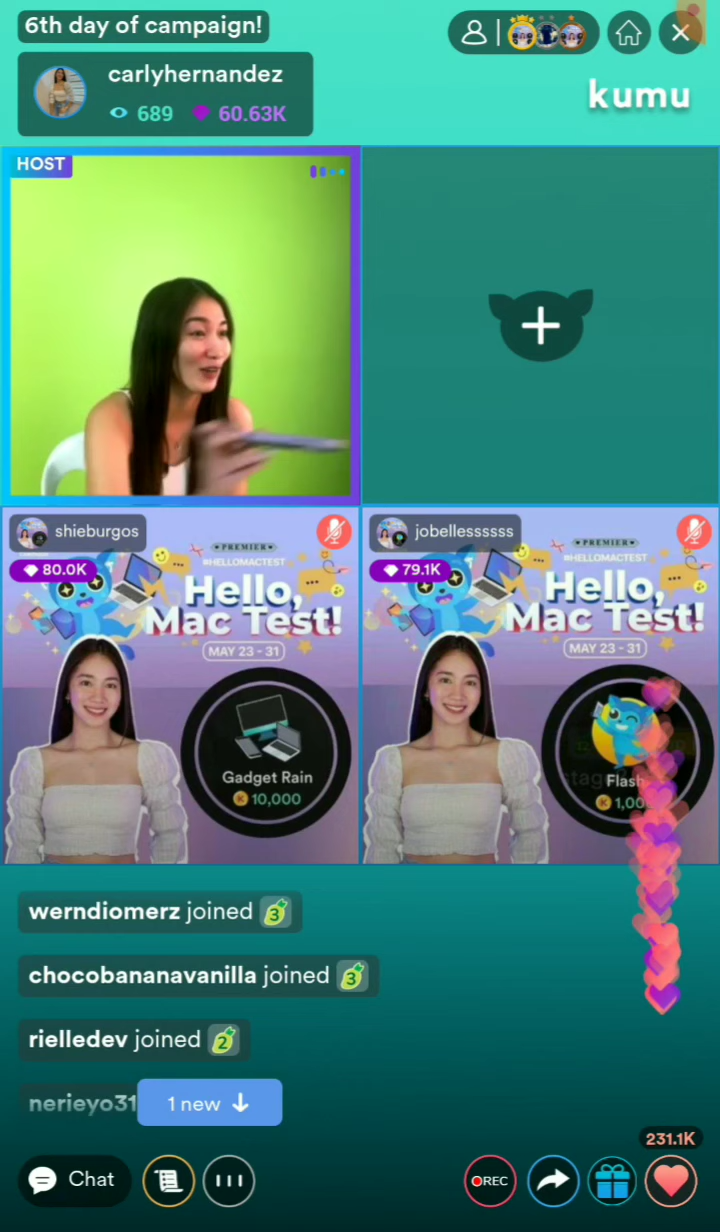 6th day of campaign!
carlyhernandez
689 60.63K
kumu
HOST
shieburgos
80.0K
PREMIER
#HELLOMACTEST
Hello,
Mac Test!
MAY 23 - 31
Gadget Rain
K 10,000
jobellessssss
79.1K
PREMIER
#HELLOMACTEST
Hello,
Mac Test!
MAY 23 - 31
Flash
K
werndiomerz joined 3
chocobananavanilla joined 3
rielledev joined 2
nerieyo31
1 new
231.1K
Chat
REC